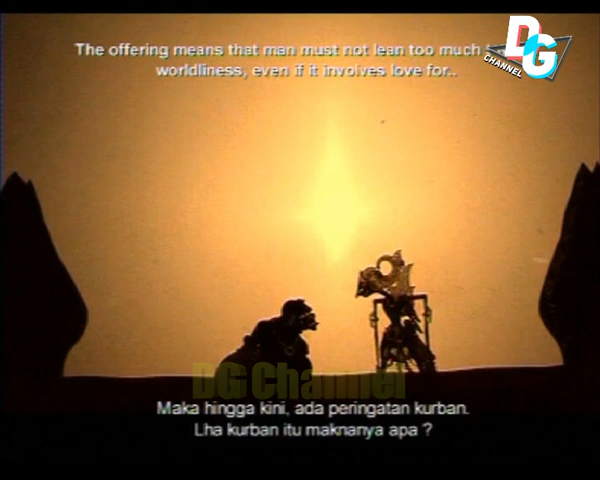 The offering means that man must not lean too much
worldliness, even if it involves love for..
DG
CHANNEL
DG Channel
Maka hingga kini, ada peringatan kurban.
Lha kurban itu maknanya apa ?